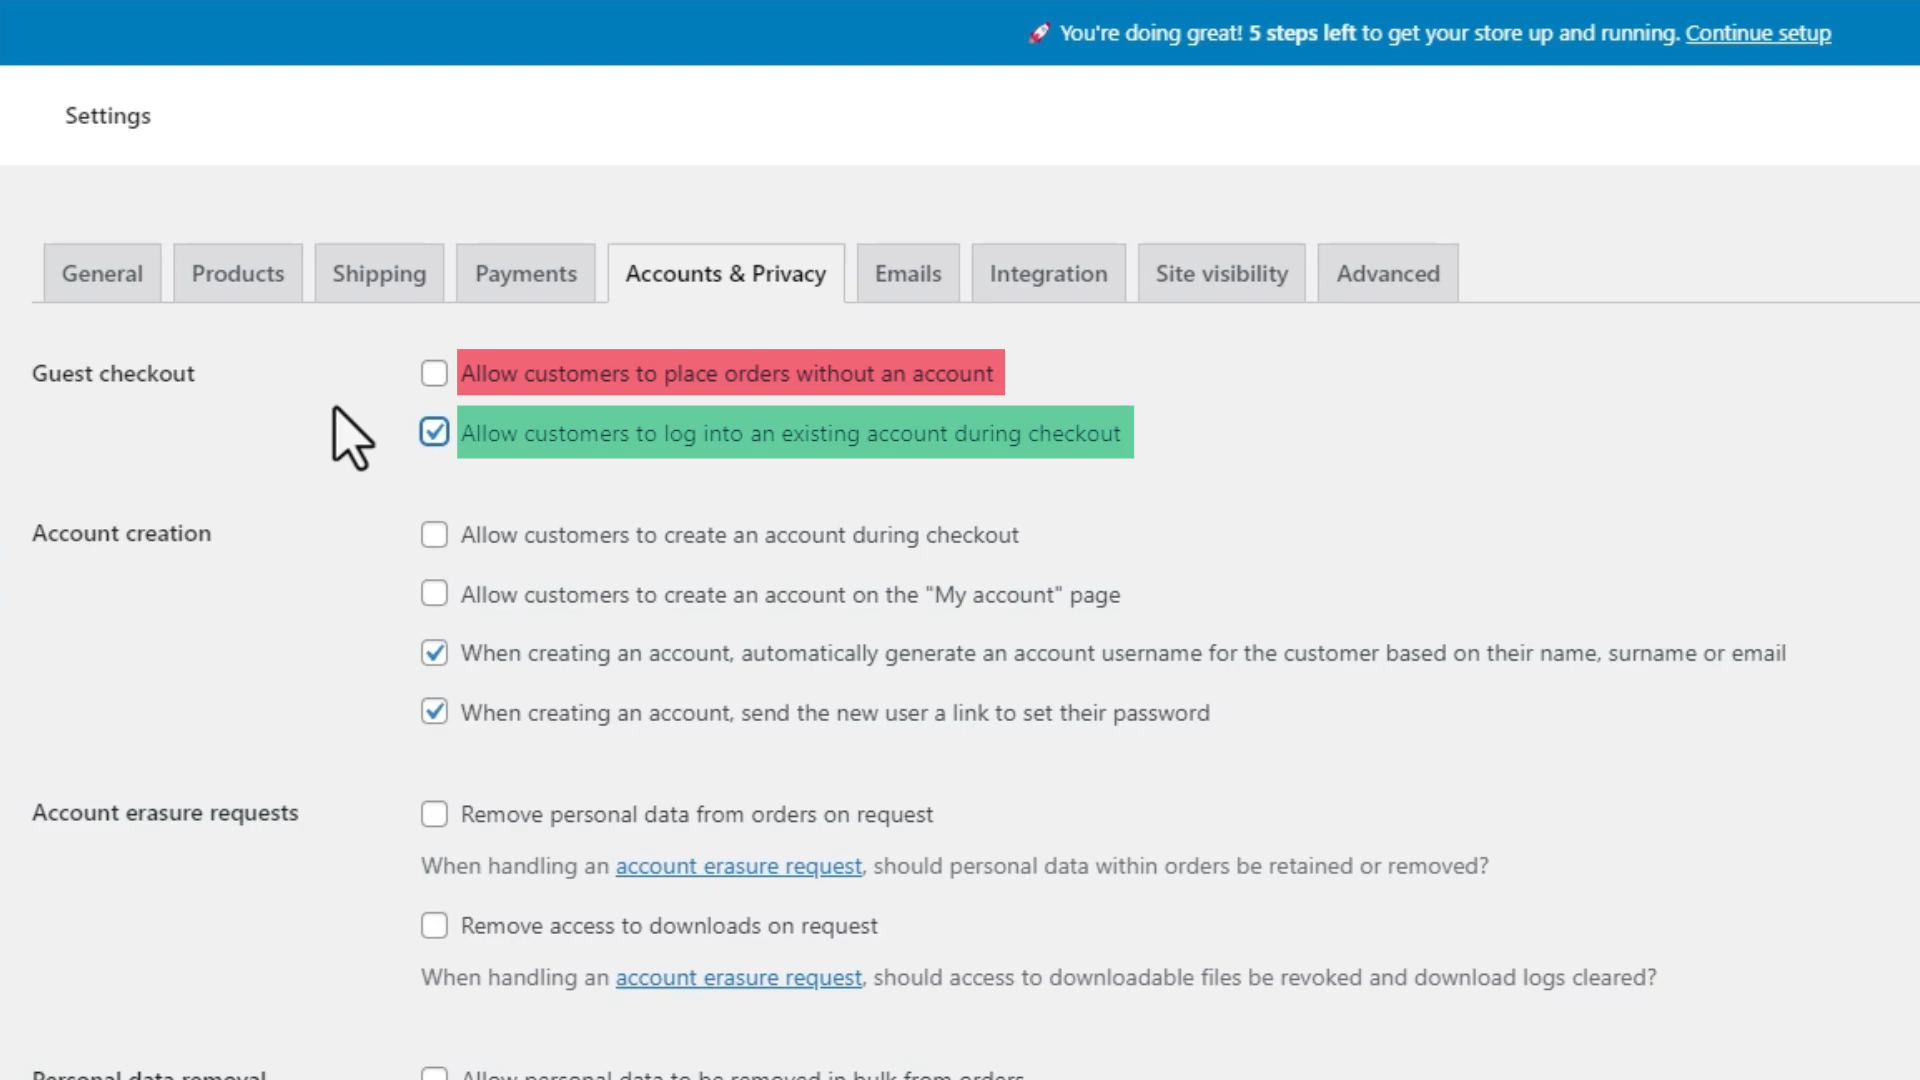 You're doing great! 5 steps left to get your store up and running. Continue setup
Settings
General Products Shipping Payments Accounts & Privacy Emails Integration Site visibility Advanced
Guest checkout
Allow customers to place orders without an account
Allow customers to log into an existing account during checkout
Account creation
Allow customers to create an account during checkout
Allow customers to create an account on the "My account" page
When creating an account, automatically generate an account username for the customer based on their name, surname or email
When creating an account, send the new user a link to set their password
Account erasure requests
Remove personal data from orders on request
When handling an account erasure request, should personal data within orders be retained or removed?
Remove access to downloads on request
When handling an account erasure request, should access to downloadable files be revoked and download logs cleared?
Personal data removal
Allow personal data to be removed in bulk from orders